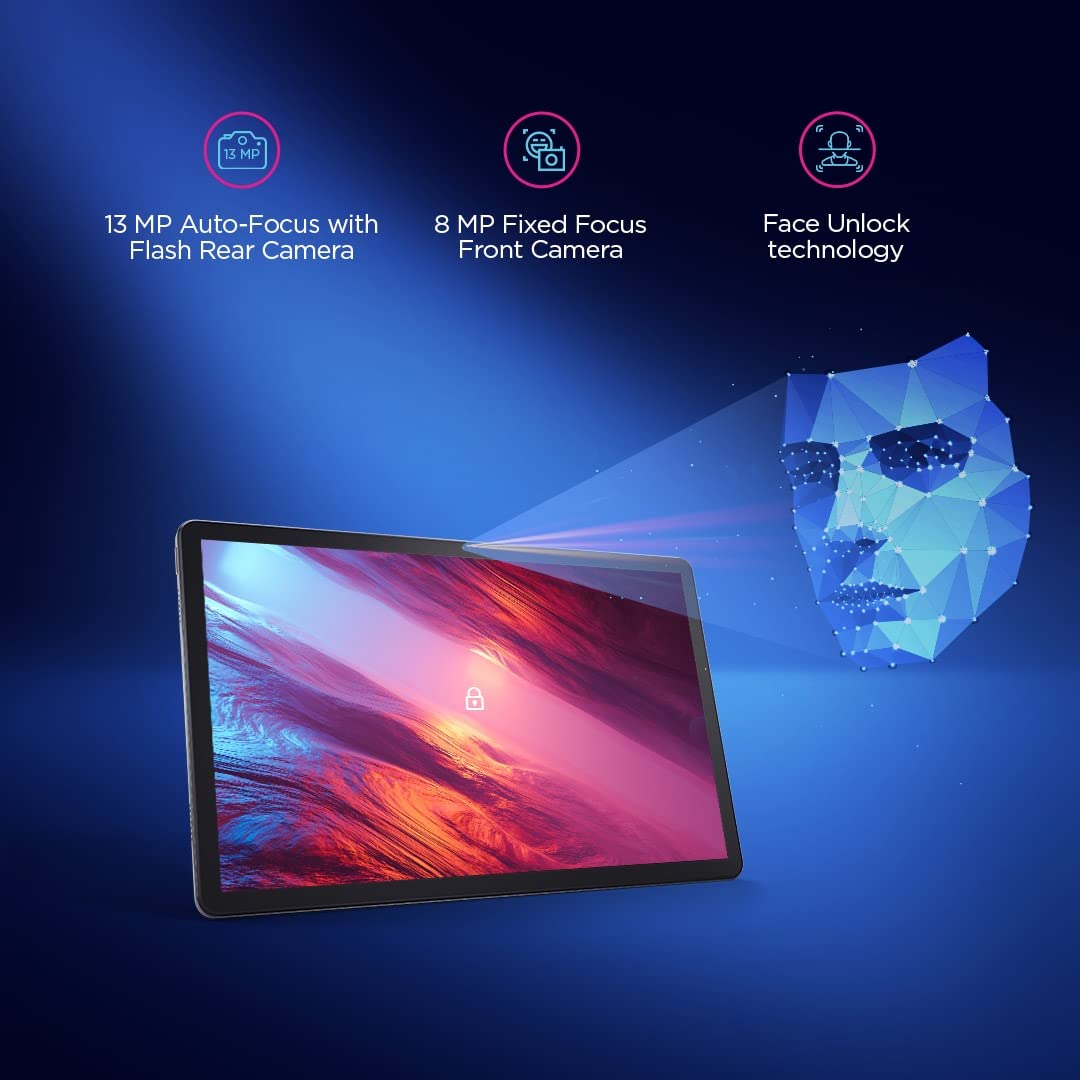 13 MP
13 MP Auto-Focus with
Flash Rear Camera
8 MP Fixed Focus
Front Camera
Face Unlock
technology